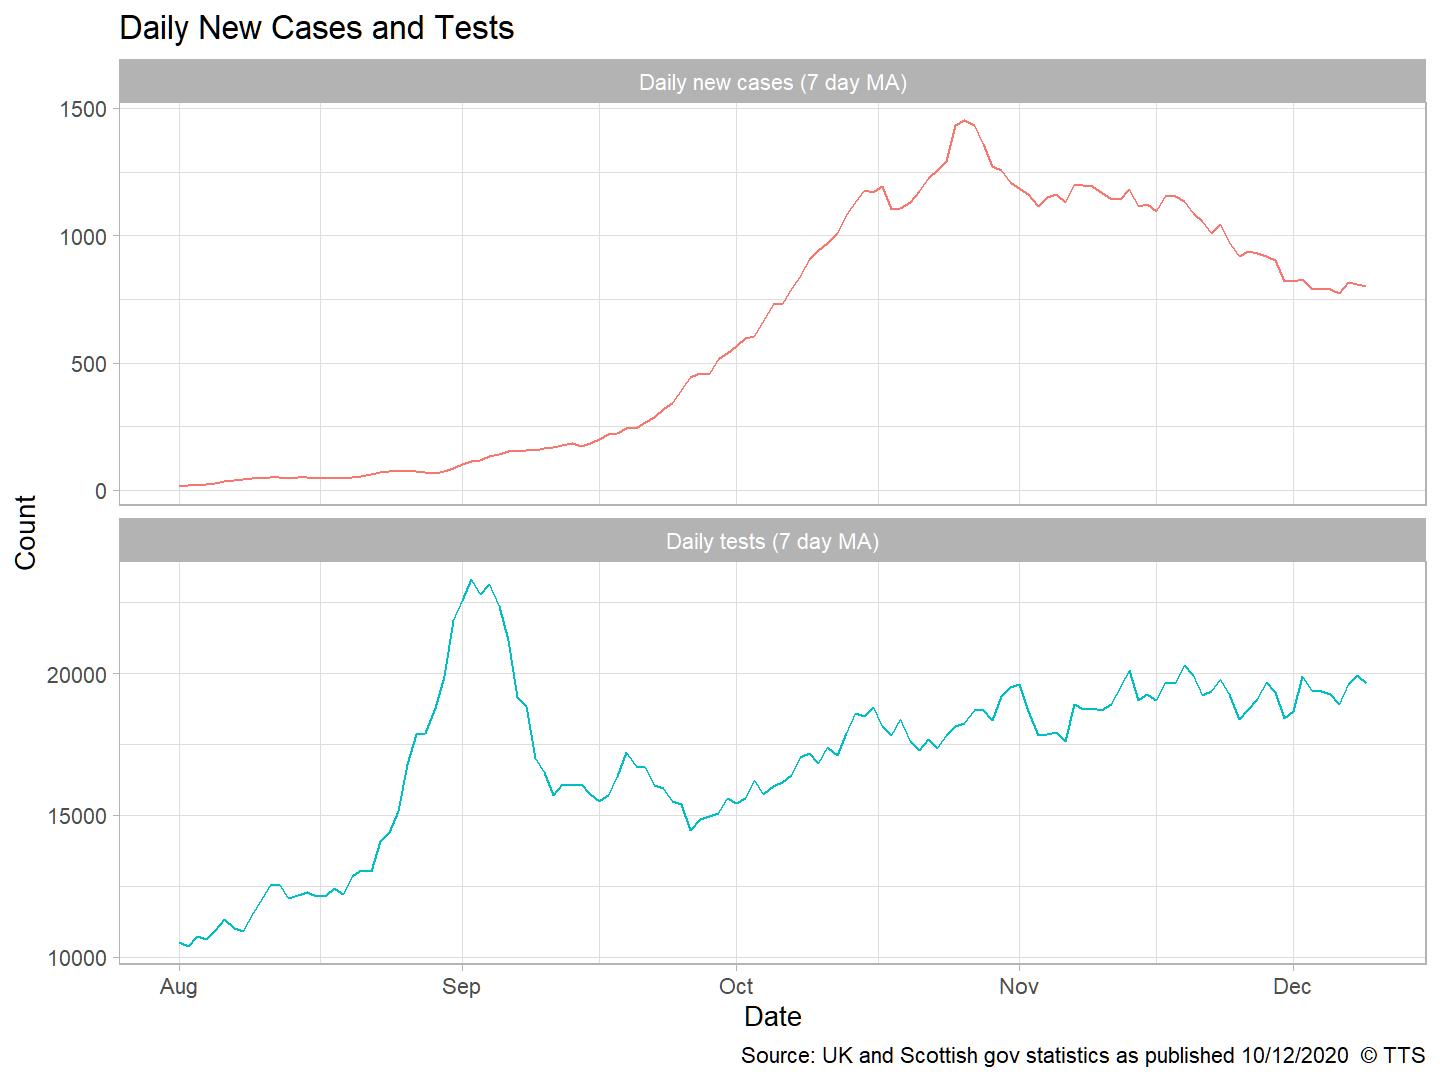 Daily New Cases and Tests
Daily new cases (7 day MA)
1500
1000
500
0
Count
Daily tests (7 day MA)
20000
15000
10000
Aug Sep Oct Nov Dec
Date
Source: UK and Scottish gov statistics as published 10/12/2020 © TTS